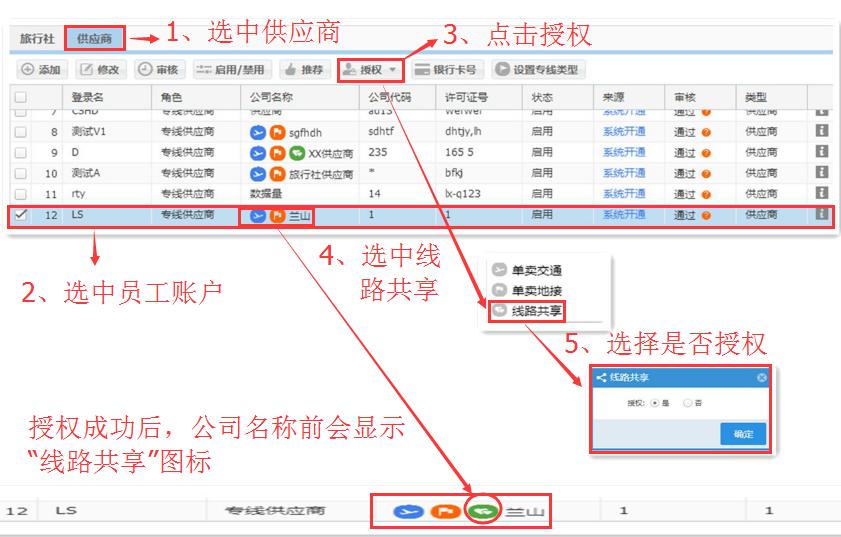 旅行社 供应商 1、选中供应商 3、点击授权
添加 修改 审核 启用/禁用 推荐 授权 银行卡号 设置专线类型
登录名 角色 公司名称 公司代码 许可证号 状态 来源 审核 类型
7 CSHD 专线供应商 供应商 ad13 weiwei 启用 系统开通 通过 供应商
8 测试V1 专线供应商 sgfhdh sdhtf dhtjy,lh 启用 系统开通 通过 供应商
9 D 专线供应商 XX供应商 235 165 5 启用 系统开通 通过 供应商
10 测试A 专线供应商 旅行社供应商 * bfkj 启用 系统开通 通过 供应商
11 rty 专线供应商 数据量 14 lx-q123 启用 系统开通 通过 供应商
12 LS 专线供应商 兰山 1 1 启用 系统开通 通过 供应商
2、选中员工账户
4、选中线
路共享
单卖交通
单卖地接
线路共享
5、选择是否授权
线路共享
授权: 是 否
确定
授权成功后，公司名称前会显示
“线路共享”图标
12 LS 专线供应商 兰山 1 1